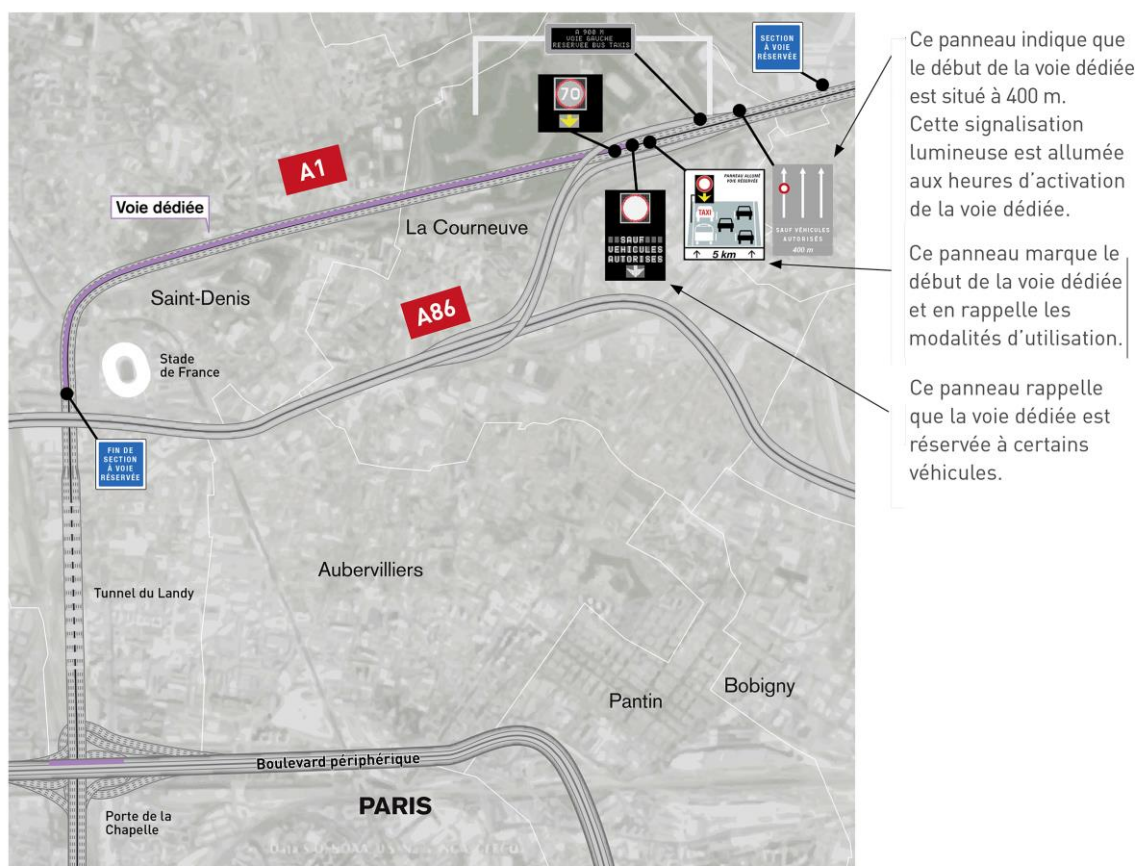 A 900 M
VOIE GAUCHE
RESERVEE BUS TAXIS
SECTION
À VOIE
RÉSERVÉE
70
A1
Voie dédiée
La Courneuve
SAUF
VEHICULES
AUTORISES
PANNEAU ALLUMÉ
VOIE RÉSERVÉE
TAXI
5 km
SAUF VÉHICULES
AUTORISÉS
400 m
Saint-Denis
A86
Stade
de France
FIN DE
SECTION
À VOIE
RÉSERVÉE
Aubervilliers
Tunnel du Landy
Pantin
Bobigny
Boulevard périphérique
PARIS
Porte de la
Chapelle
Ce panneau indique que
le début de la voie dédiée
est situé à 400 m.
Cette signalisation
lumineuse est allumée
aux heures d’activation
de la voie dédiée.
Ce panneau marque le
début de la voie dédiée
et en rappelle les
modalités d’utilisation.
Ce panneau rappelle
que la voie dédiée est
réservée à certains
véhicules.